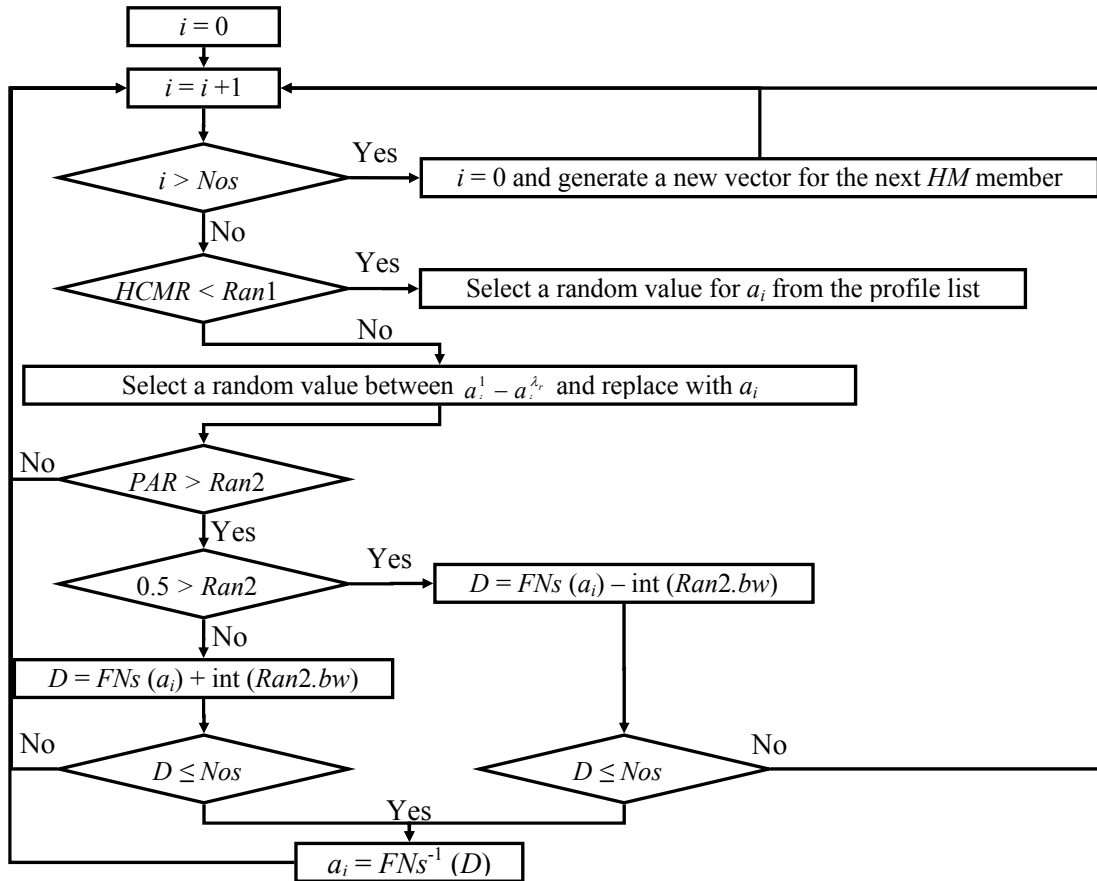 i = 0
i = i +1
i > Nos
Yes
i = 0 and generate a new vector for the next HM member
No
HCMR < Ran1
Yes
Select a random value for aᵢ from the profile list
No
Select a random value between a¹ – a^λr and replace with aᵢ
No
PAR > Ran2
Yes
0.5 > Ran2
Yes
D = FNs (aᵢ) – int (Ran2.bw)
No
D = FNs (aᵢ) + int (Ran2.bw)
No
D ≤ Nos
D ≤ Nos
No
Yes
aᵢ = FNs⁻¹ (D)